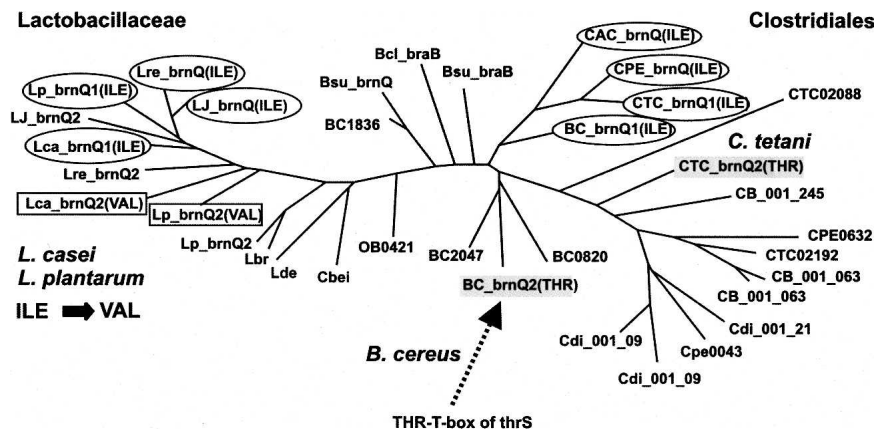 Lactobacillaceae
Clostridiales
Lre_brnQ(ILE)
Lp_brnQ1(ILE)
LJ_brnQ(ILE)
LJ_brnQ2
Lca_brnQ1(ILE)
Lre_brnQ2
Lca_brnQ2(VAL)
Lp_brnQ2(VAL)
Lp_brnQ2
Lbr
Lde
Cbei
OB0421
BC1836
Bsu_brnQ
Bcl_braB
Bsu_braB
CAC_brnQ(ILE)
CPE_brnQ(ILE)
CTC_brnQ1(ILE)
BC_brnQ1(ILE)
CTC02088
C. tetani
CTC_brnQ2(THR)
CB_001_245
CPE0632
CTC02192
CB_001_063
CB_001_063
Cdi_001_21
Cpe0043
Cdi_001_09
Cdi_001_09
BC0820
BC2047
BC_brnQ2(THR)
B. cereus
THR-T-box of thrS
L. casei
L. plantarum
ILE VAL